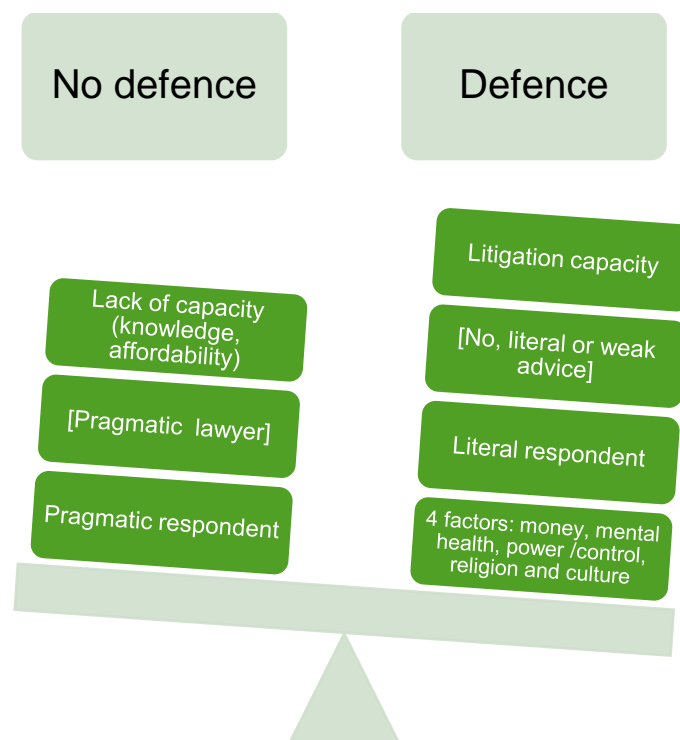 No defence
Defence
Lack of capacity
(knowledge,
affordability)
[Pragmatic  lawyer]
Pragmatic respondent
Litigation capacity
[No, literal or weak
advice]
Literal respondent
4 factors: money, mental
health, power /control,
religion and culture